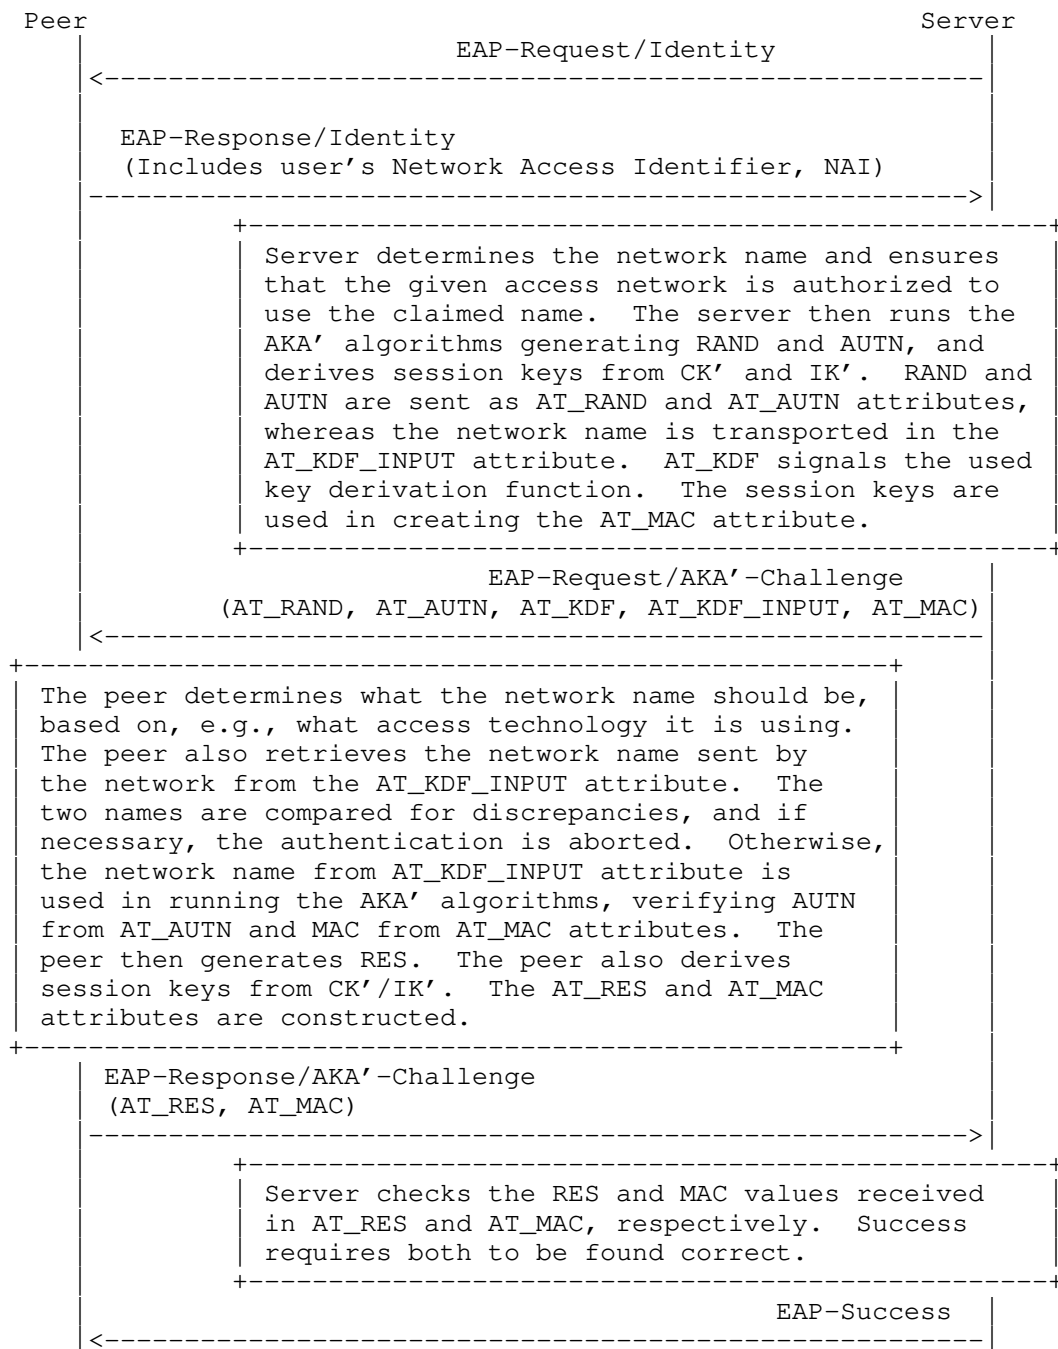 Peer Server
EAP-Request/Identity
EAP-Response/Identity
(Includes user's Network Access Identifier, NAI)
Server determines the network name and ensures
that the given access network is authorized to
use the claimed name. The server then runs the
AKA' algorithms generating RAND and AUTN, and
derives session keys from CK' and IK'. RAND and
AUTN are sent as AT_RAND and AT_AUTN attributes,
whereas the network name is transported in the
AT_KDF_INPUT attribute. AT_KDF signals the used
key derivation function. The session keys are
used in creating the AT_MAC attribute.
EAP-Request/AKA'-Challenge
(AT_RAND, AT_AUTN, AT_KDF, AT_KDF_INPUT, AT_MAC)
The peer determines what the network name should be,
based on, e.g., what access technology it is using.
The peer also retrieves the network name sent by
the network from the AT_KDF_INPUT attribute. The
two names are compared for discrepancies, and if
necessary, the authentication is aborted. Otherwise,
the network name from AT_KDF_INPUT attribute is
used in running the AKA' algorithms, verifying AUTN
from AT_AUTN and MAC from AT_MAC attributes. The
peer then generates RES. The peer also derives
session keys from CK'/IK'. The AT_RES and AT_MAC
attributes are constructed.
EAP-Response/AKA'-Challenge
(AT_RES, AT_MAC)
Server checks the RES and MAC values received
in AT_RES and AT_MAC, respectively. Success
requires both to be found correct.
EAP-Success